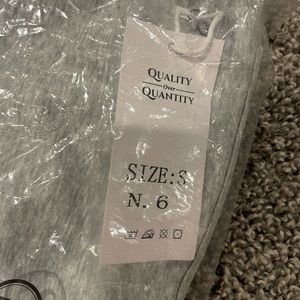 QUALITY
Over
QUANTITY
SIZE:S
N. 6